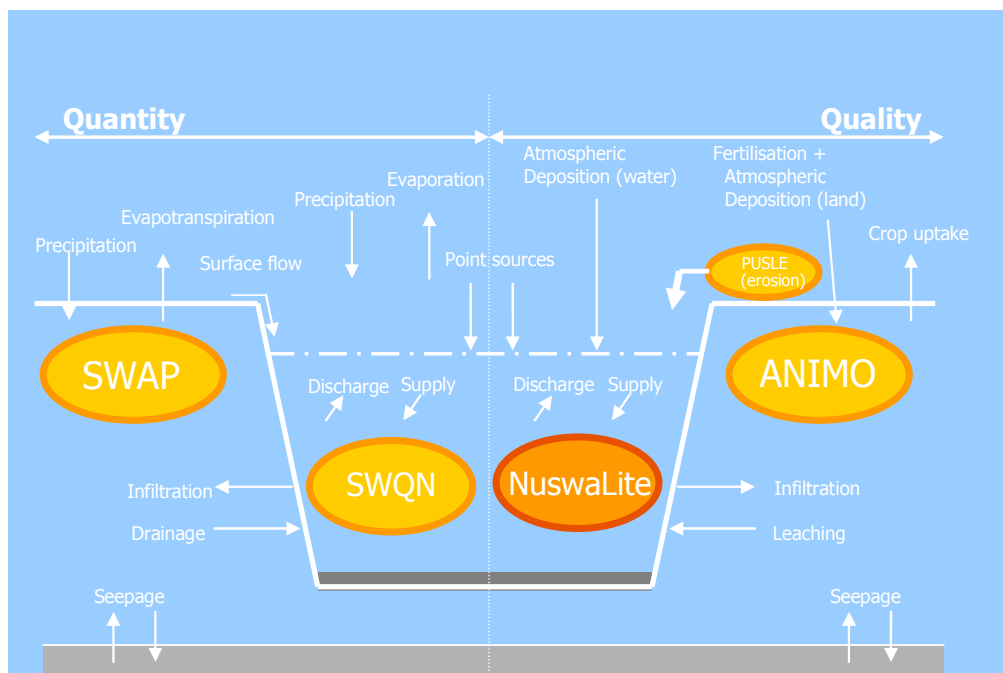 Quantity
Quality
Atmospheric
Deposition (water)
Fertilisation +
Atmospheric
Deposition (land)
Evaporation
Precipitation
Evapotranspiration
Precipitation
Crop uptake
Surface flow
Point sources
PUSLE
(erosion)
SWAP
ANIMO
Discharge
Supply
Discharge
Supply
SWQN
NuswaLite
Infiltration
Infiltration
Drainage
Leaching
Seepage
Seepage